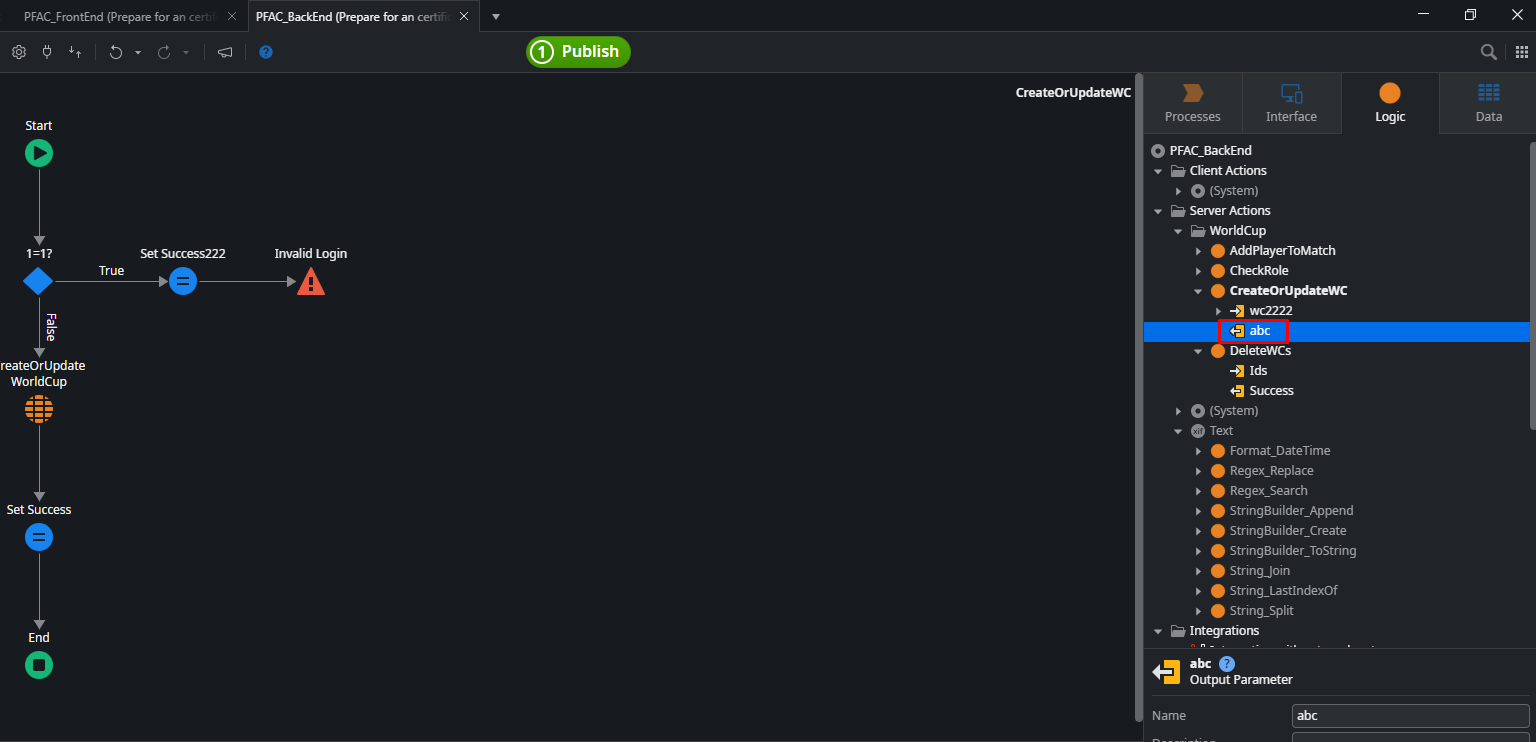 PFAC_FrontEnd (Prepare for an certif
PFAC_BackEnd (Prepare for an certific
1 Publish
CreateOrUpdateWC
Start
1=1?
True
Set Success222
Invalid Login
False
reateOrUpdate
WorldCup
Set Success
End
Processes
Interface
Logic
Data
PFAC_BackEnd
Client Actions
(System)
Server Actions
WorldCup
AddPlayerToMatch
CheckRole
CreateOrUpdateWC
wc2222
abc
DeleteWCs
Ids
Success
(System)
xif Text
Format_DateTime
Regex_Replace
Regex_Search
StringBuilder_Append
StringBuilder_Create
StringBuilder_ToString
String_Join
String_LastIndexOf
String_Split
Integrations
abc ?
Output Parameter
Name
abc